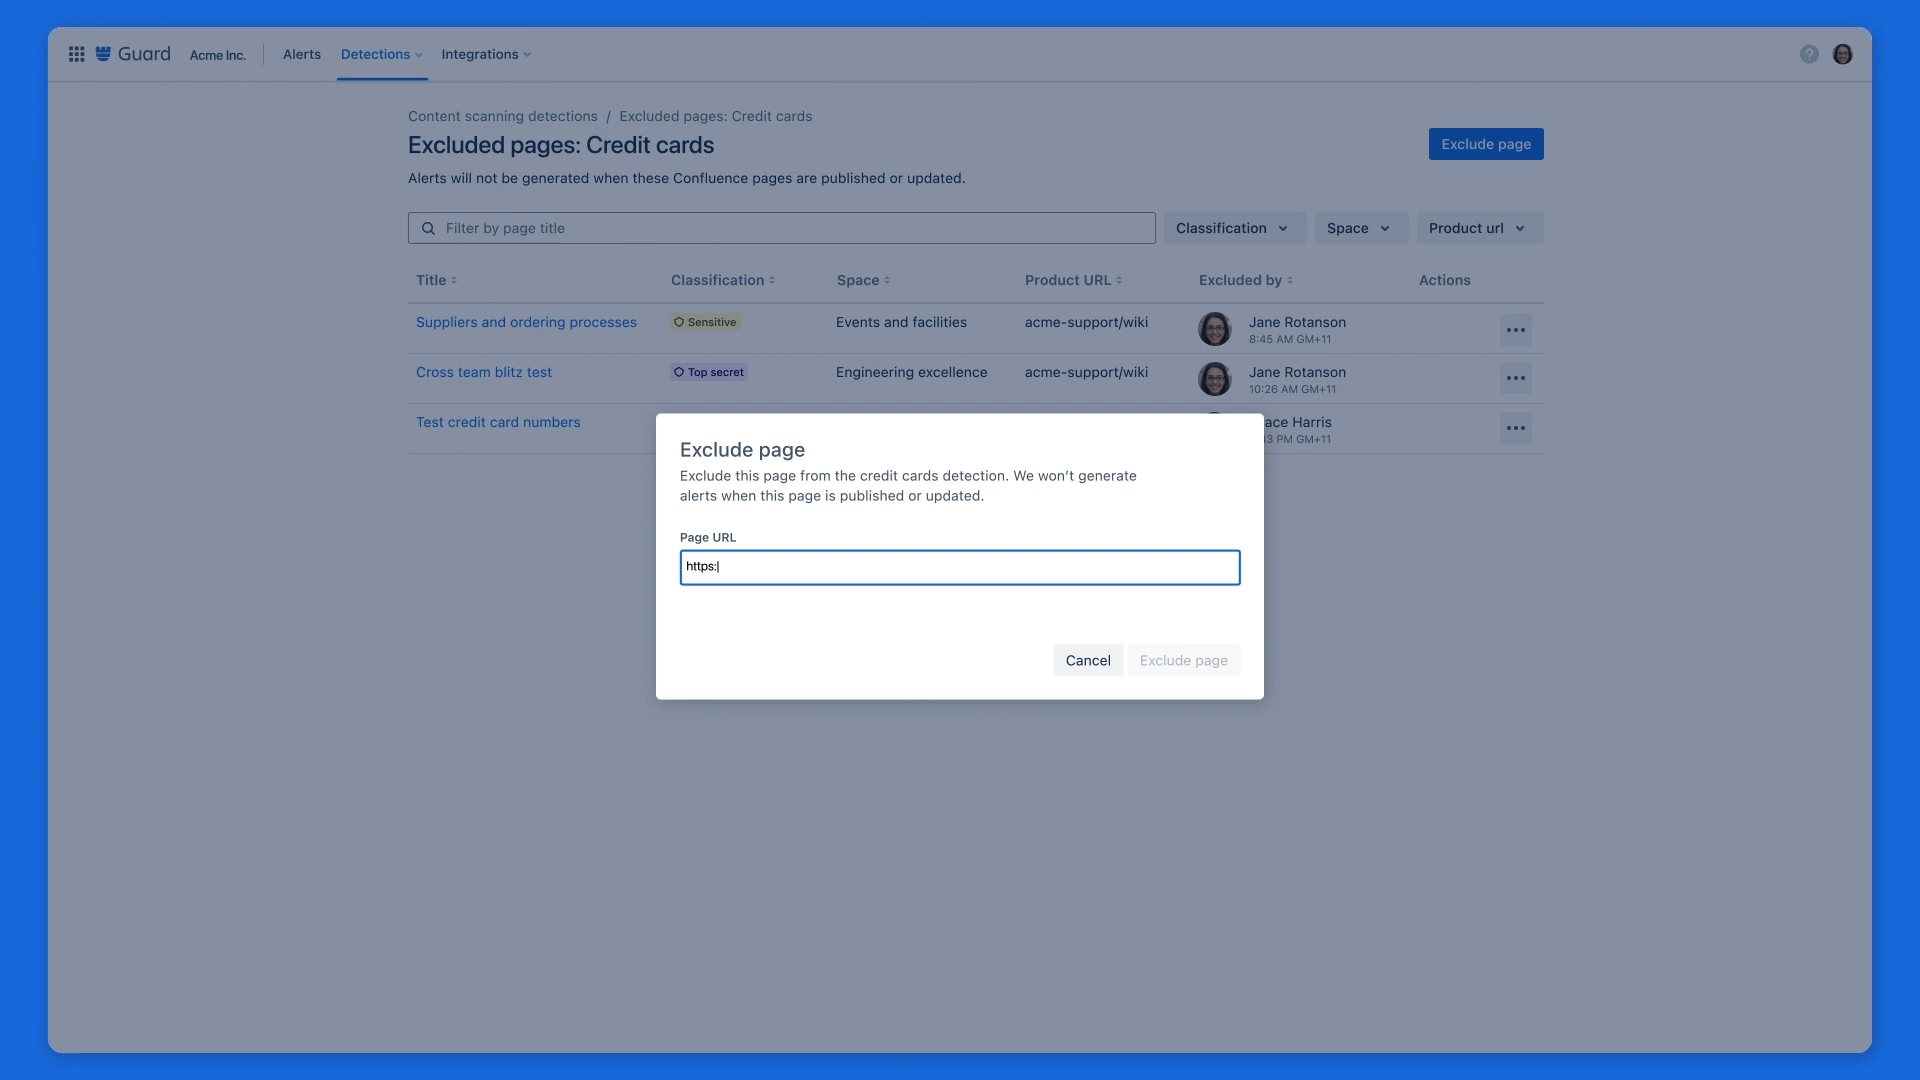 Guard Acme Inc. Alerts Detections Integrations ?
Content scanning detections / Excluded pages: Credit cards
Excluded pages: Credit cards
Exclude page
Alerts will not be generated when these Confluence pages are published or updated.
Filter by page title Classification Space Product url
Title Classification Space Product URL Excluded by Actions
Suppliers and ordering processes Sensitive Events and facilities acme-support/wiki Jane Rotanson
8:45 AM GM+11
Cross team blitz test Top secret Engineering excellence acme-support/wiki Jane Rotanson
10:26 AM GM+11
Test credit card numbers Harris
PM GM+11
Exclude page
Exclude this page from the credit cards detection. We won’t generate
alerts when this page is published or updated.
Page URL
https:
Cancel Exclude page